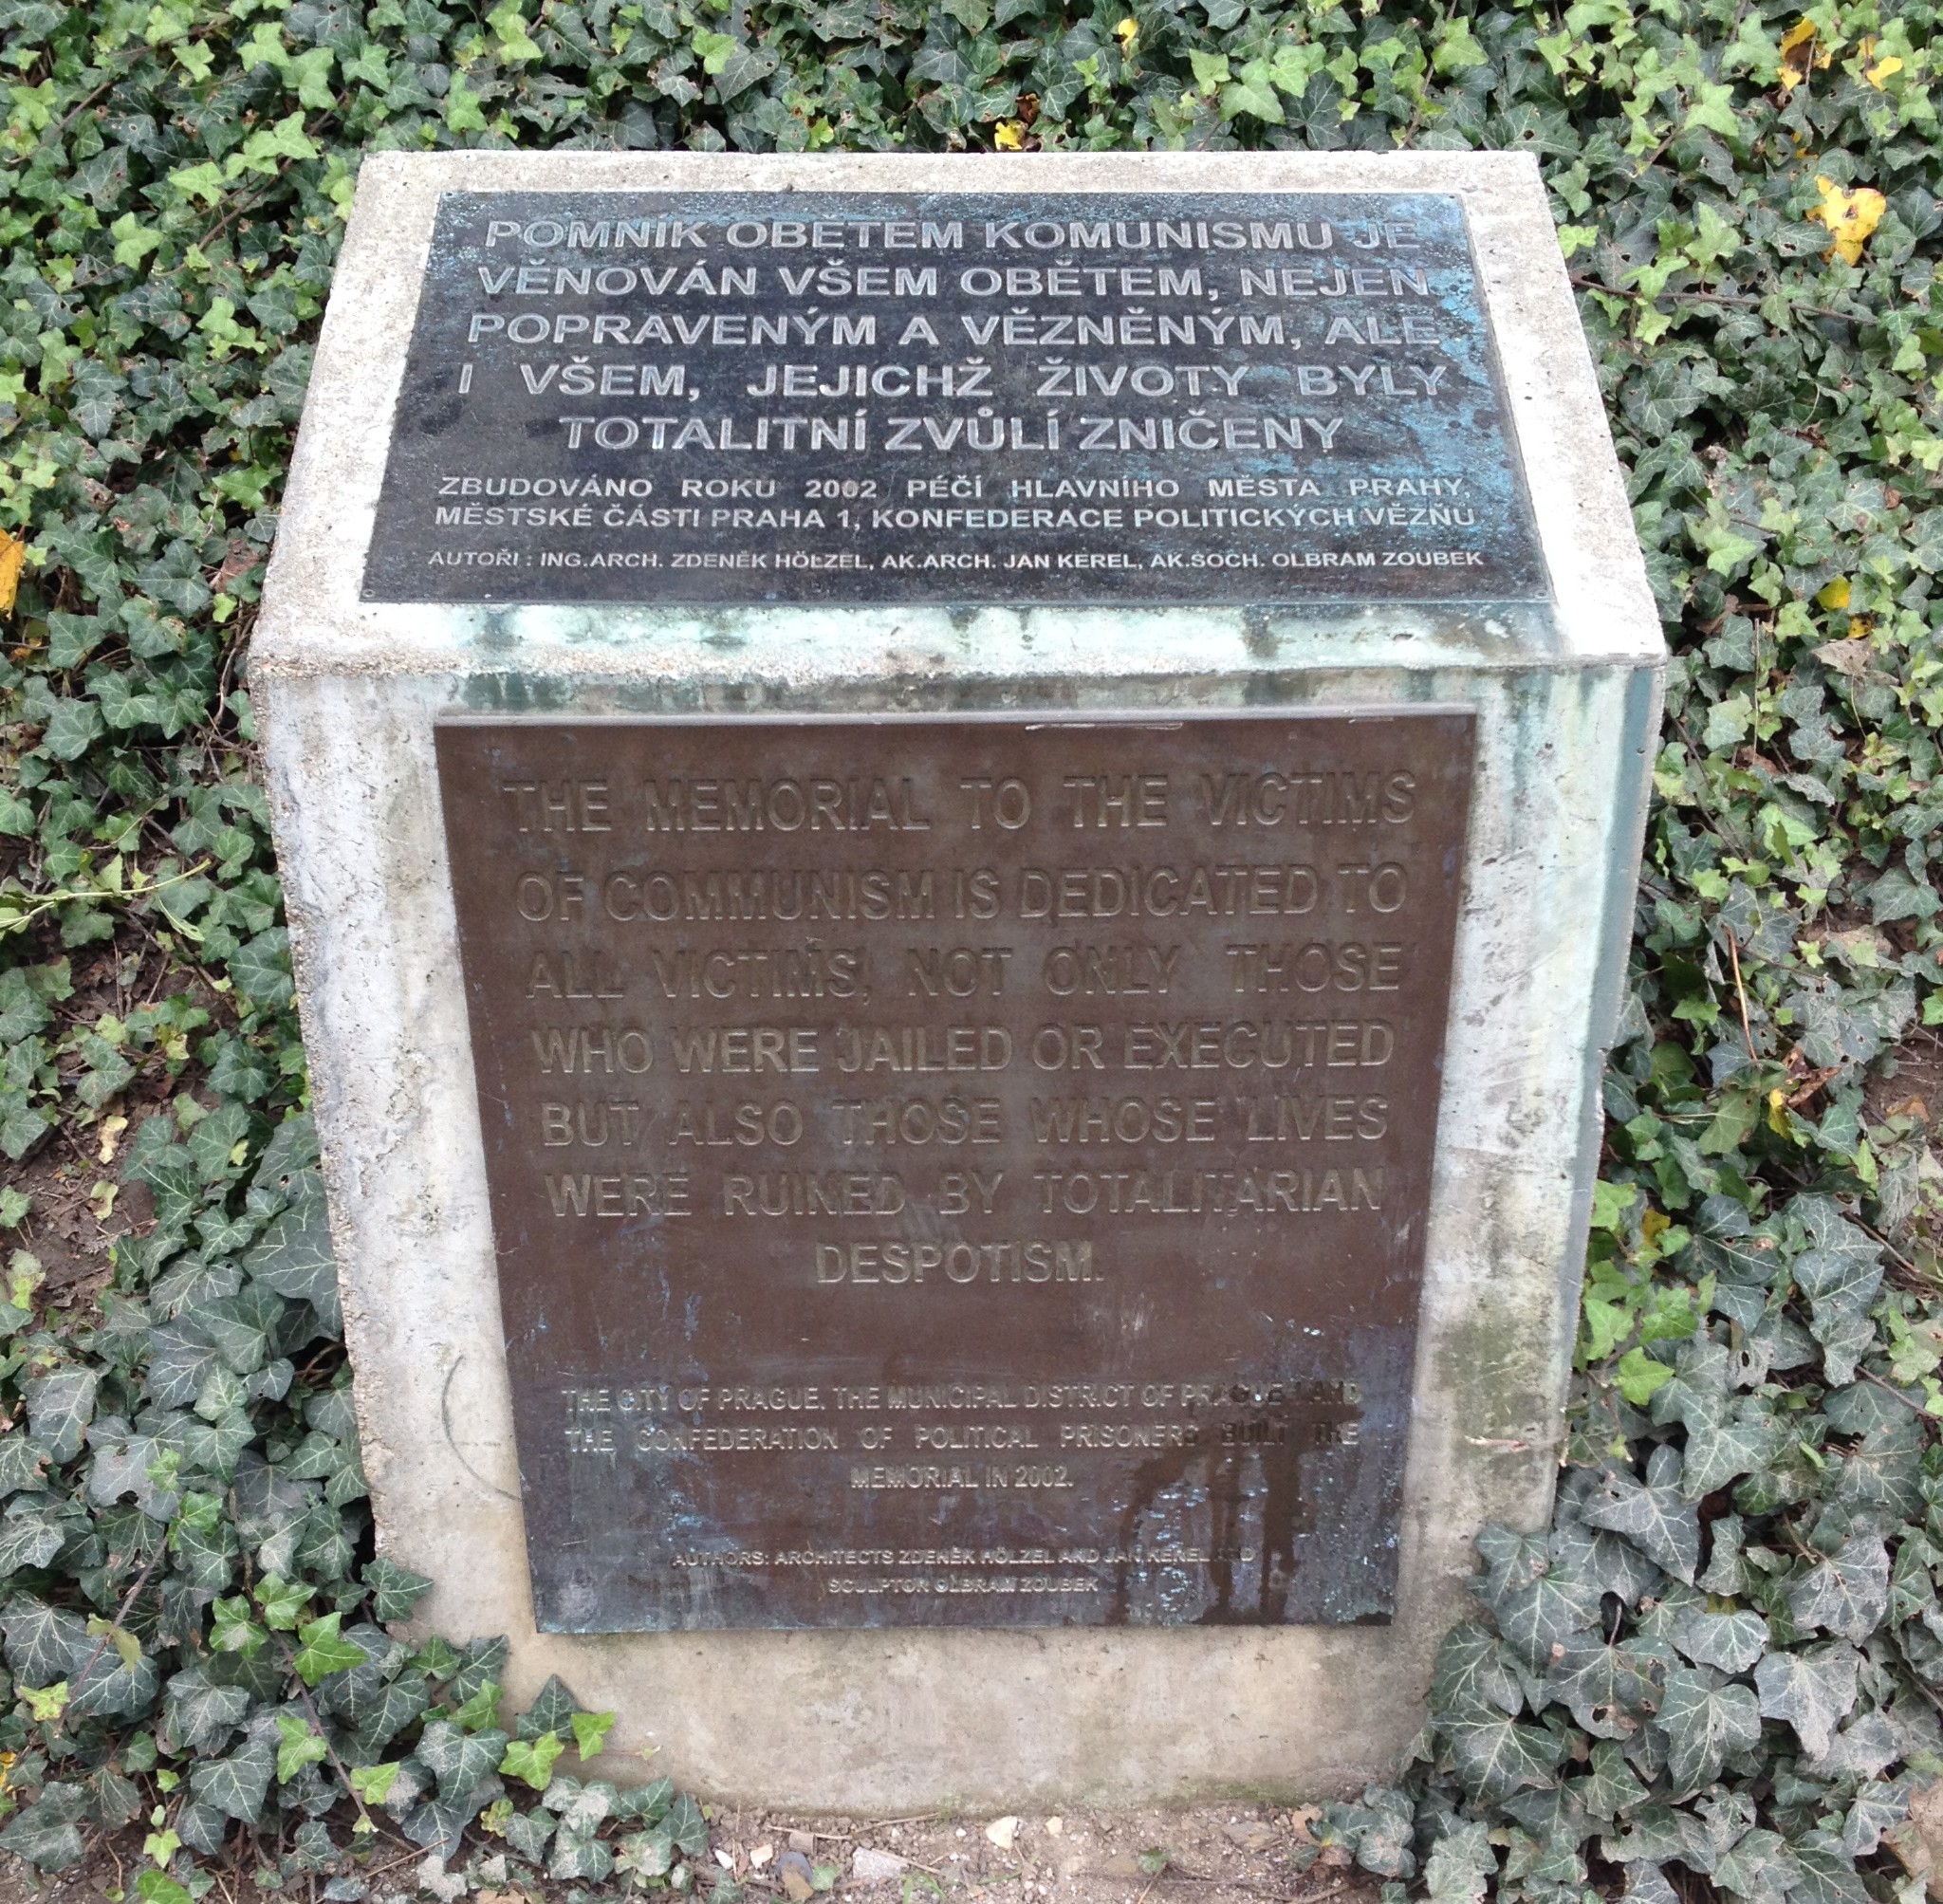 POMNÍK OBĚTEM KOMUNISMU JE
VĚNOVÁN VŠEM OBĚTEM, NEJEN
POPRAVENÝM A VĚZNĚNÝM, ALE
I VŠEM, JEJICHŽ ŽIVOTY BYLY
TOTALITNÍ ZVŮLÍ ZNIČENY
ZBUDOVÁNO ROKU 2002 PÉČÍ HLAVNÍHO MĚSTA PRAHY,
MĚSTSKÉ ČÁSTI PRAHA 1, KONFEDERACE POLITICKÝCH VĚZŇŮ
AUTOŘI : ING.ARCH. ZDENĚK HÖLZEL, AK.ARCH. JAN KEREL, AK.SOCH. OLBRAM ZOUBEK
THE MEMORIAL TO THE VICTIMS
OF COMMUNISM IS DEDICATED TO
ALL VICTIMS, NOT ONLY THOSE
WHO WERE JAILED OR EXECUTED
BUT ALSO THOSE WHOSE LIVES
WERE RUINED BY TOTALITARIAN
DESPOTISM.
THE CITY OF PRAGUE, THE MUNICIPAL DISTRICT OF PRAGUE 1 AND
THE CONFEDERATION OF POLITICAL PRISONERS BUILT THE
MEMORIAL IN 2002.
AUTHORS: ARCHITECTS ZDENĚK HÖLZEL AND JAN KEREL AND
SCULPTOR OLBRAM ZOUBEK